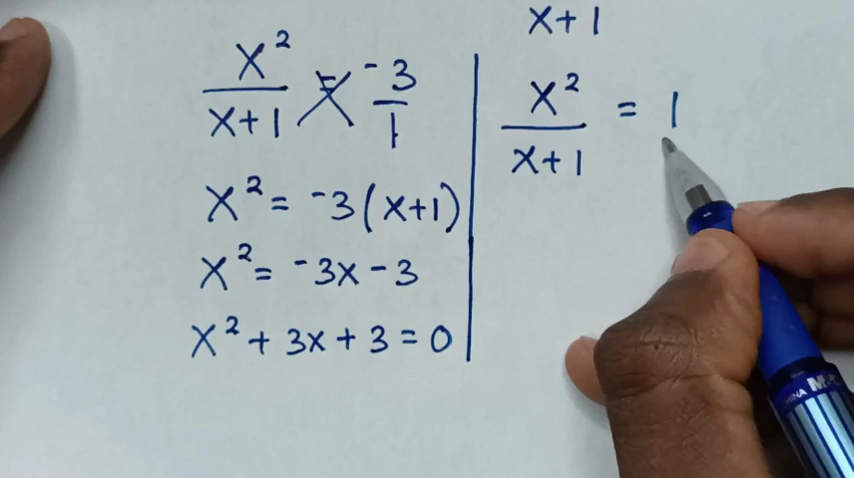 x²/(x+1) = -3/1
x² = -3(x+1)
x² = -3x - 3
x² + 3x + 3 = 0
x+1
x²/(x+1) = 1